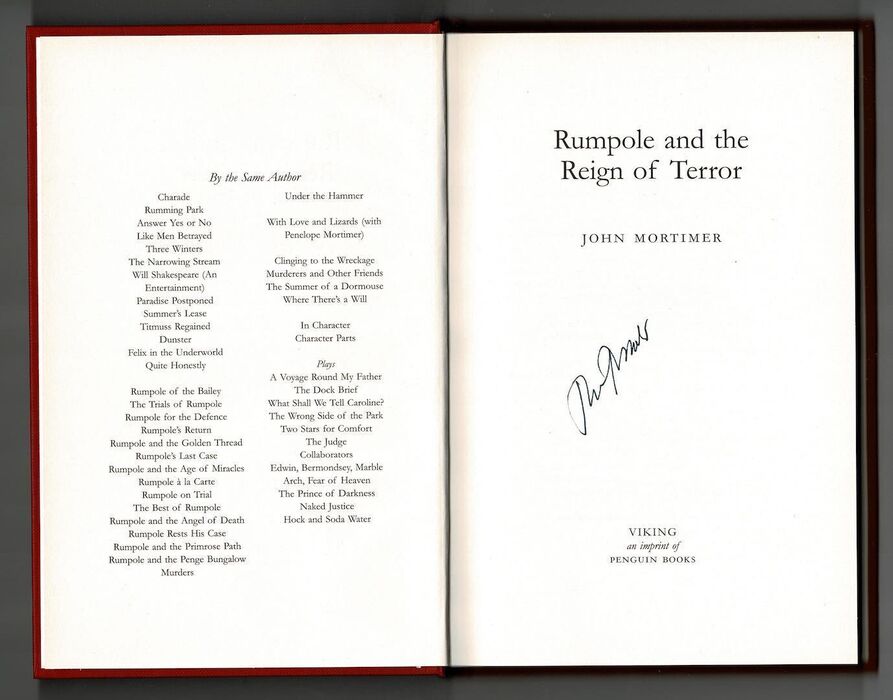 By the Same Author
Charade
Rumming Park
Answer Yes or No
Like Men Betrayed
Three Winters
The Narrowing Stream
Will Shakespeare (An
Entertainment)
Paradise Postponed
Summer's Lease
Titmuss Regained
Dunster
Felix in the Underworld
Quite Honestly
Rumpole of the Bailey
The Trials of Rumpole
Rumpole for the Defence
Rumpole's Return
Rumpole and the Golden Thread
Rumpole's Last Case
Rumpole and the Age of Miracles
Rumpole à la Carte
Rumpole on Trial
The Best of Rumpole
Rumpole and the Angel of Death
Rumpole Rests His Case
Rumpole and the Primrose Path
Rumpole and the Penge Bungalow
Murders
Under the Hammer
With Love and Lizards (with
Penelope Mortimer)
Clinging to the Wreckage
Murderers and Other Friends
The Summer of a Dormouse
Where There's a Will
In Character
Character Parts
Plays
A Voyage Round My Father
The Dock Brief
What Shall We Tell Caroline?
The Wrong Side of the Park
Two Stars for Comfort
The Judge
Collaborators
Edwin, Bermondsey, Marble
Arch, Fear of Heaven
The Prince of Darkness
Naked Justice
Hock and Soda Water
Rumpole and the
Reign of Terror
JOHN MORTIMER
VIKING
an imprint of
PENGUIN BOOKS